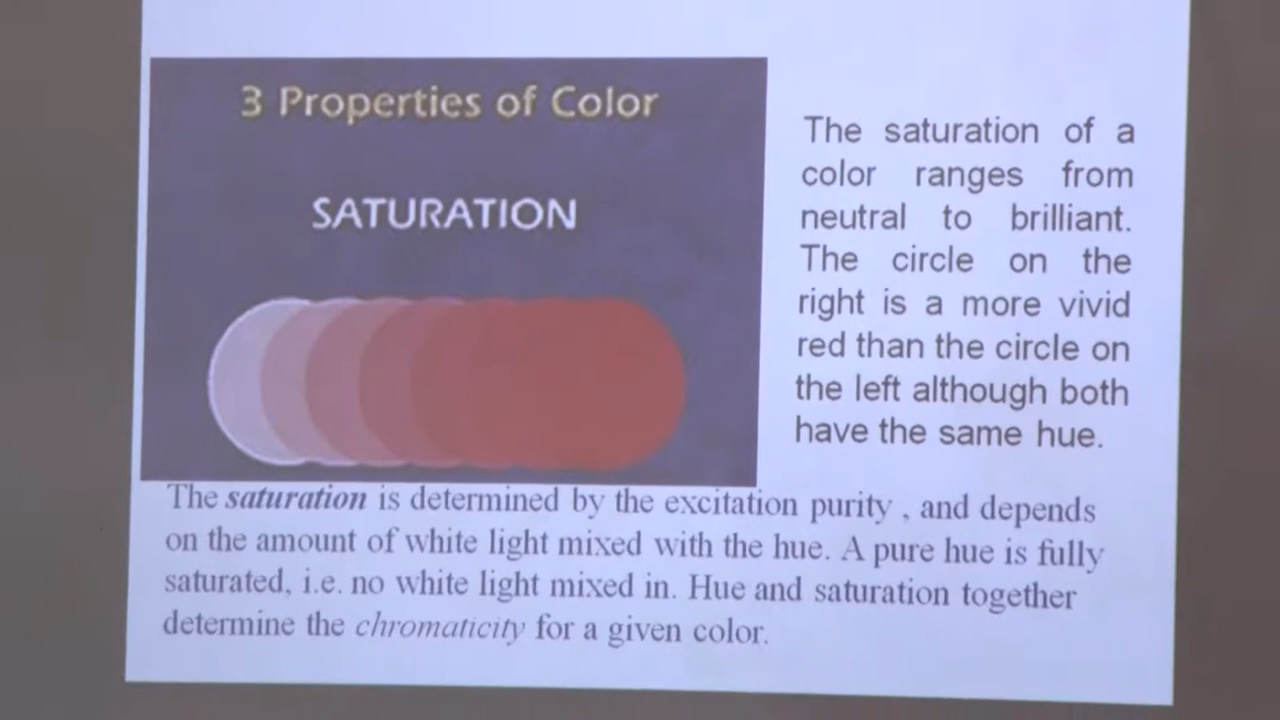 3 Properties of Color
SATURATION
The saturation of a
color ranges from
neutral to brilliant.
The circle on the
right is a more vivid
red than the circle on
the left although both
have the same hue.
The saturation is determined by the excitation purity , and depends
on the amount of white light mixed with the hue. A pure hue is fully
saturated, i.e. no white light mixed in. Hue and saturation together
determine the chromaticity for a given color.